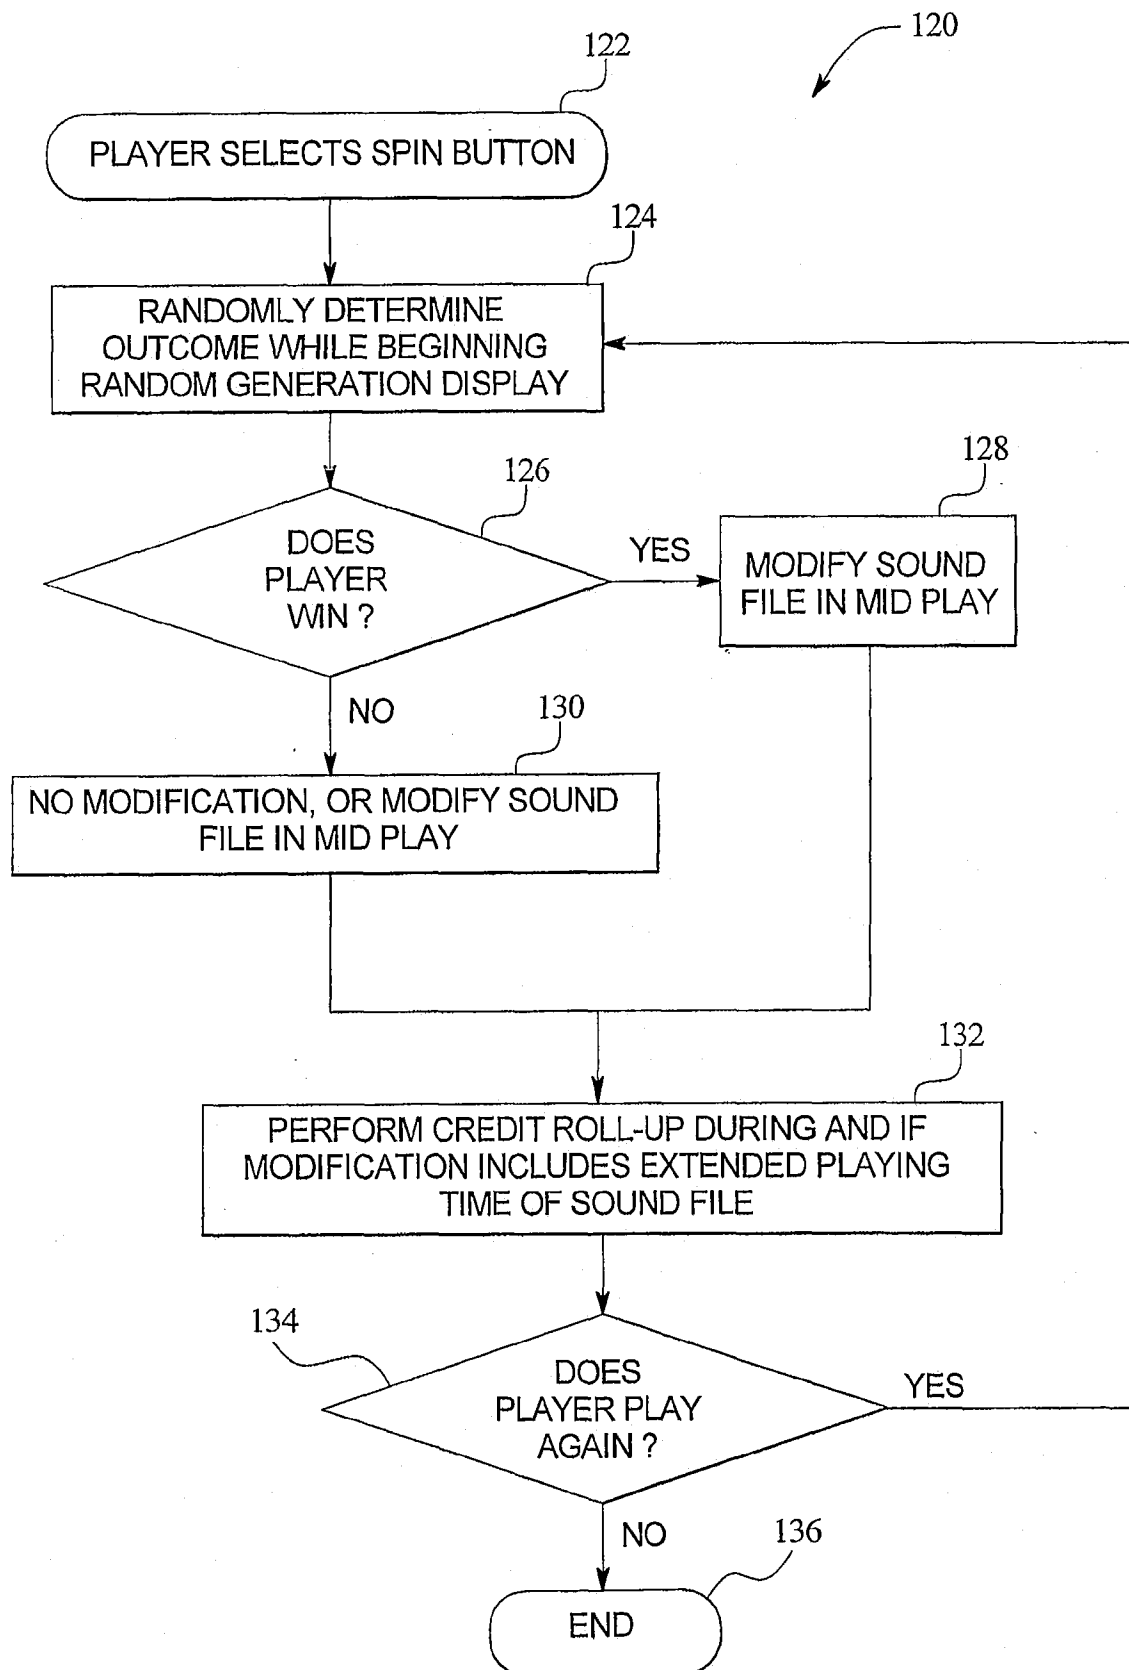 120
122
PLAYER SELECTS SPIN BUTTON
124
RANDOMLY DETERMINE
OUTCOME WHILE BEGINNING
RANDOM GENERATION DISPLAY
126
DOES
PLAYER
WIN ?
YES
128
MODIFY SOUND
FILE IN MID PLAY
NO
130
NO MODIFICATION, OR MODIFY SOUND
FILE IN MID PLAY
132
PERFORM CREDIT ROLL-UP DURING AND IF
MODIFICATION INCLUDES EXTENDED PLAYING
TIME OF SOUND FILE
134
DOES
PLAYER PLAY
AGAIN ?
YES
NO
136
END